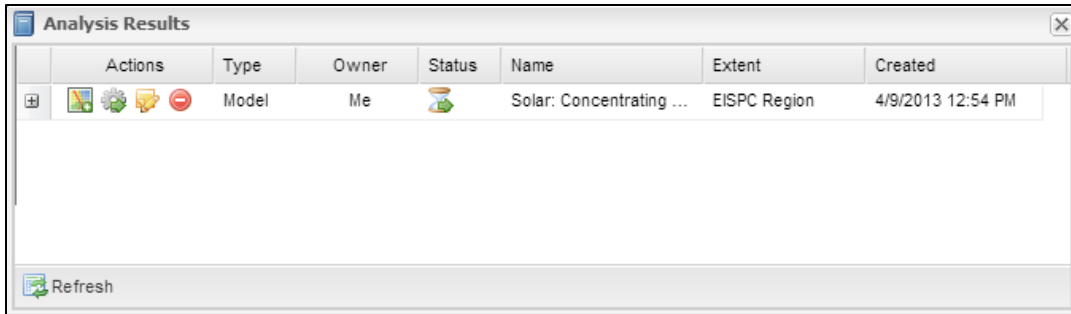 Analysis Results
Actions Type Owner Status Name Extent Created
Model Me Solar: Concentrating ... EISPC Region 4/9/2013 12:54 PM
Refresh